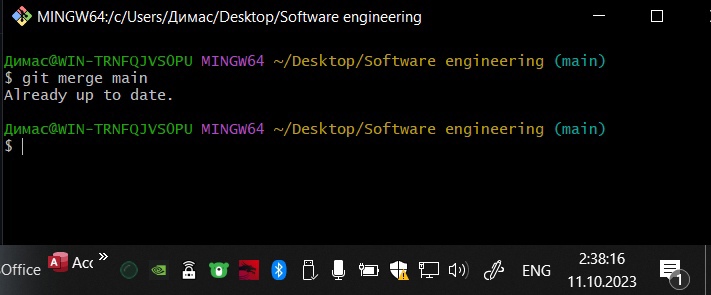 MINGW64:/c/Users/Димас/Desktop/Software engineering
Димас@WIN-TRNFQJVSOPU MINGW64 ~/Desktop/Software engineering (main)
$ git merge main
Already up to date.
Димас@WIN-TRNFQJVSOPU MINGW64 ~/Desktop/Software engineering (main)
$
Office
Acc
»
ENG
2:38:16
11.10.2023
1